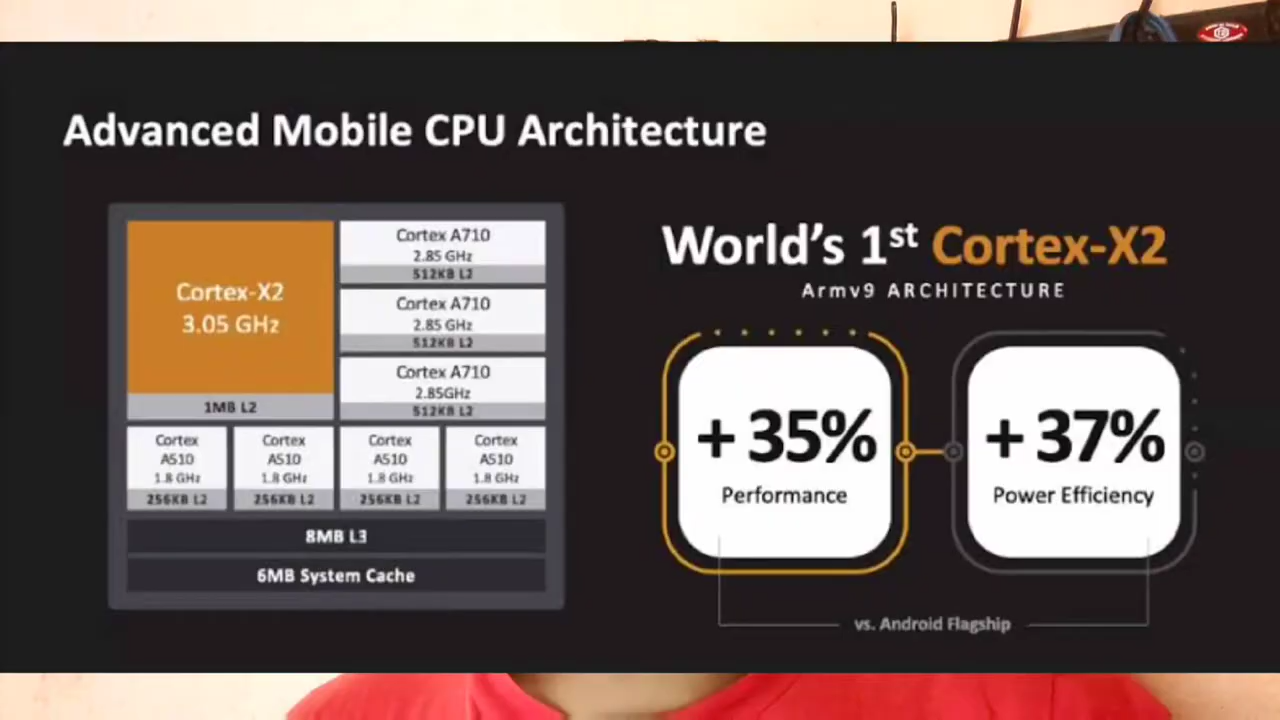 Advanced Mobile CPU Architecture
Cortex-X2
3.05 GHz
1MB L2
Cortex A710
2.85 GHz
512KB L2
Cortex A710
2.85 GHz
512KB L2
Cortex A710
2.85GHz
512KB L2
Cortex
A510
1.8 GHz
256KB L2
Cortex
A510
1.8 GHz
256KB L2
Cortex
A510
1.8 GHz
256KB L2
Cortex
A510
1.8 GHz
256KB L2
8MB L3
6MB System Cache
World's 1st Cortex-X2
Armv9 ARCHITECTURE
+ 35%
Performance
+ 37%
Power Efficiency
vs. Android Flagship